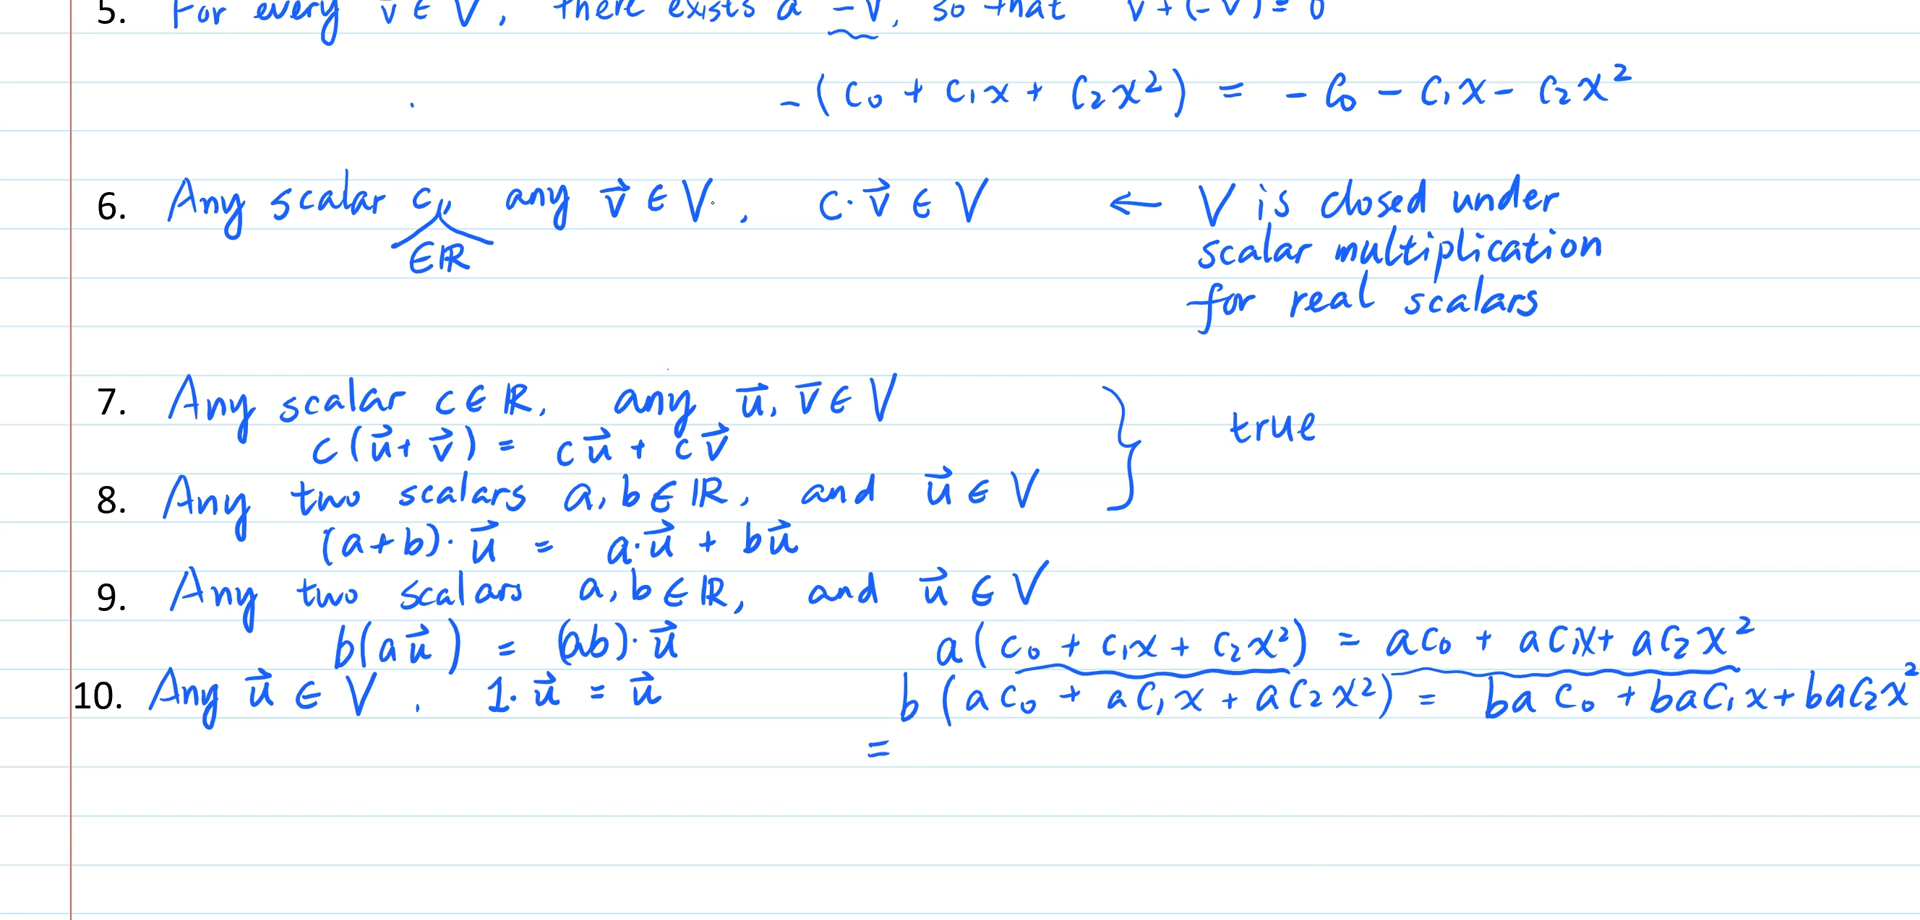 5. For every v⃗ ∈ V, there exists a -v⃗, so that v⃗ + (-v⃗) = 0
-(c₀ + c₁x + c₂x²) = -c₀ - c₁x - c₂x²
6. Any scalar c, any v⃗ ∈ V, c·v⃗ ∈ V ← V is closed under
∈ℝ scalar multiplication
for real scalars
7. Any scalar c ∈ ℝ, any u⃗, v̄ ∈ V
c(u⃗ + v⃗) = cu⃗ + cv⃗ } true
8. Any two scalars a, b ∈ ℝ, and u⃗ ∈ V
(a+b)·u⃗ = a·u⃗ + bu⃗
9. Any two scalars a, b ∈ ℝ, and u⃗ ∈ V
b(au⃗) = (ab)·u⃗ a(c₀ + c₁x + c₂x²) = ac₀ + ac₁x + ac₂x²
10. Any u⃗ ∈ V, 1·u⃗ = u⃗ b(ac₀ + ac₁x + ac₂x²) = bac₀ + bac₁x + bac₂x²
=